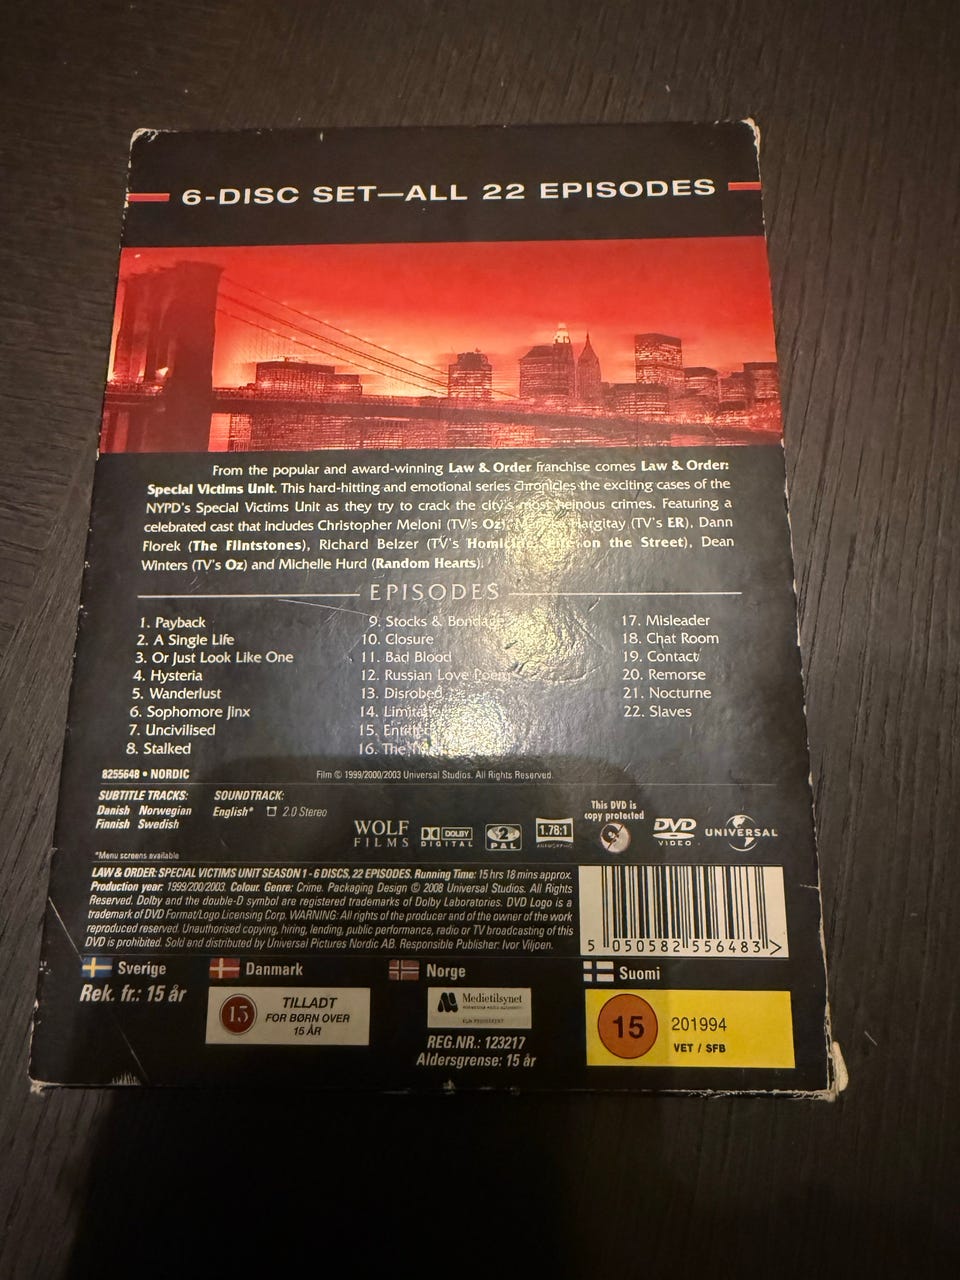 6-DISC SET—ALL 22 EPISODES
From the popular and award-winning Law & Order franchise comes Law & Order:
Special Victims Unit. This hard-hitting and emotional series chronicles the exciting cases of the
NYPD's Special Victims Unit as they try to crack the city's most heinous crimes. Featuring a
celebrated cast that includes Christopher Meloni (TV's Oz), Hargitay (TV's ER), Dann
Florek (The Flintstones), Richard Belzer (TV's on the Street), Dean
Winters (TV's Oz) and Michelle Hurd (Random Hearts).
EPISODES
1. Payback
2. A Single Life
3. Or Just Look Like One
4. Hysteria
5. Wanderlust
6. Sophomore Jinx
7. Uncivilised
8. Stalked
9. Stocks & Bondage
10. Closure
11. Bad Blood
12. Russian Love Poem
13. Disrobed
14.
15.
16. The
17. Misleader
18. Chat Room
19. Contact
20. Remorse
21. Nocturne
22. Slaves
8255648 • NORDIC
Film © 1999/2000/2003 Universal Studios. All Rights Reserved.
SUBTITLE TRACKS:
Danish Norwegian
Finnish Swedish
SOUNDTRACK:
English* 2.0 Stereo
*Menu screens available
WOLF
FILMS
DOLBY
DIGITAL
2
PAL
1.78:1
ANAMORPHIC
This DVD is
copy protected
DVD
VIDEO
UNIVERSAL
LAW & ORDER: SPECIAL VICTIMS UNIT SEASON 1 - 6 DISCS, 22 EPISODES. Running Time: 15 hrs 18 mins approx.
Production year: 1999/200/2003. Colour. Genre: Crime. Packaging Design © 2008 Universal Studios. All Rights
Reserved. Dolby and the double-D symbol are registered trademarks of Dolby Laboratories. DVD Logo is a
trademark of DVD Format/Logo Licensing Corp. WARNING: All rights of the producer and of the owner of the work
reproduced reserved. Unauthorised copying, hiring, lending, public performance, radio or TV broadcasting of this
DVD is prohibited. Sold and distributed by Universal Pictures Nordic AB. Responsible Publisher: Ivor Viljoen.
5 050582 556483 >
Sverige
Rek. fr.: 15 år
Danmark
15
TILLADT
FOR BØRN OVER
15 ÅR
Norge
Medietilsynet
REG.NR.: 123217
Aldersgrense: 15 år
Suomi
15
201994
VET / SFB